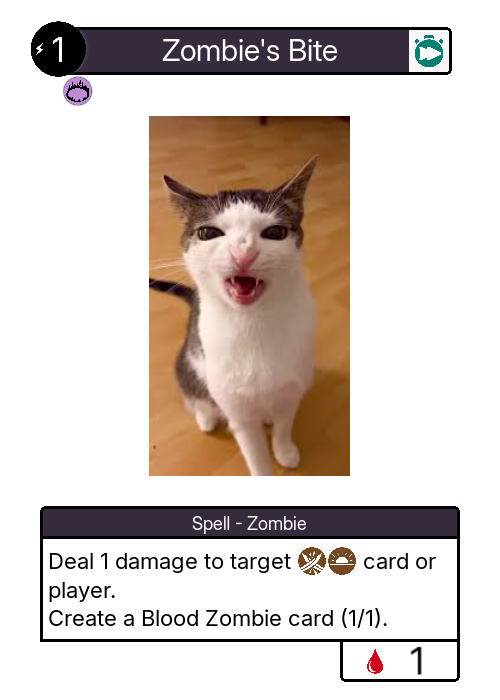 1
Zombie's Bite
Spell - Zombie
Deal 1 damage to target card or
player.
Create a Blood Zombie card (1/1).
1